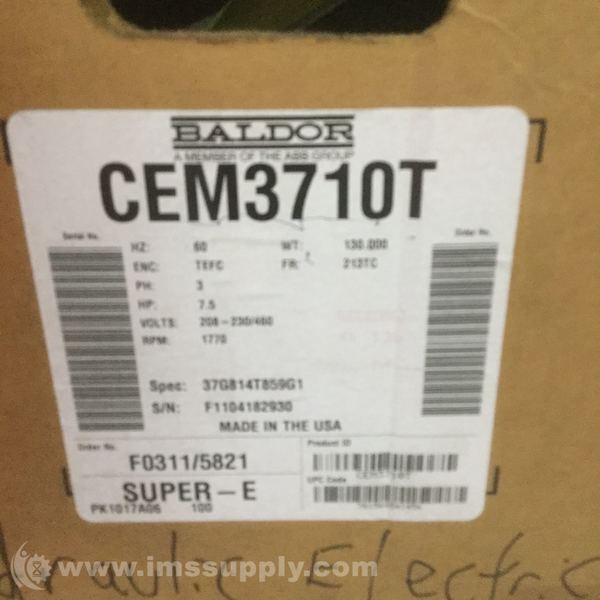 BALDOR
A MEMBER OF THE ABB GROUP
CEM3710T
Serial No.
Order No.
HZ: 60 WT: 130.000
ENC: TEFC FR: 213TC
PH: 3
HP: 7.5
VOLTS: 208-230/460
RPM: 1770
Spec: 37G814T859G1
S/N: F1104182930
MADE IN THE USA
Order No.
F0311/5821
Product ID
UPC Code
SUPER-E
PK1017A06 100
www.imssupply.com
Electric